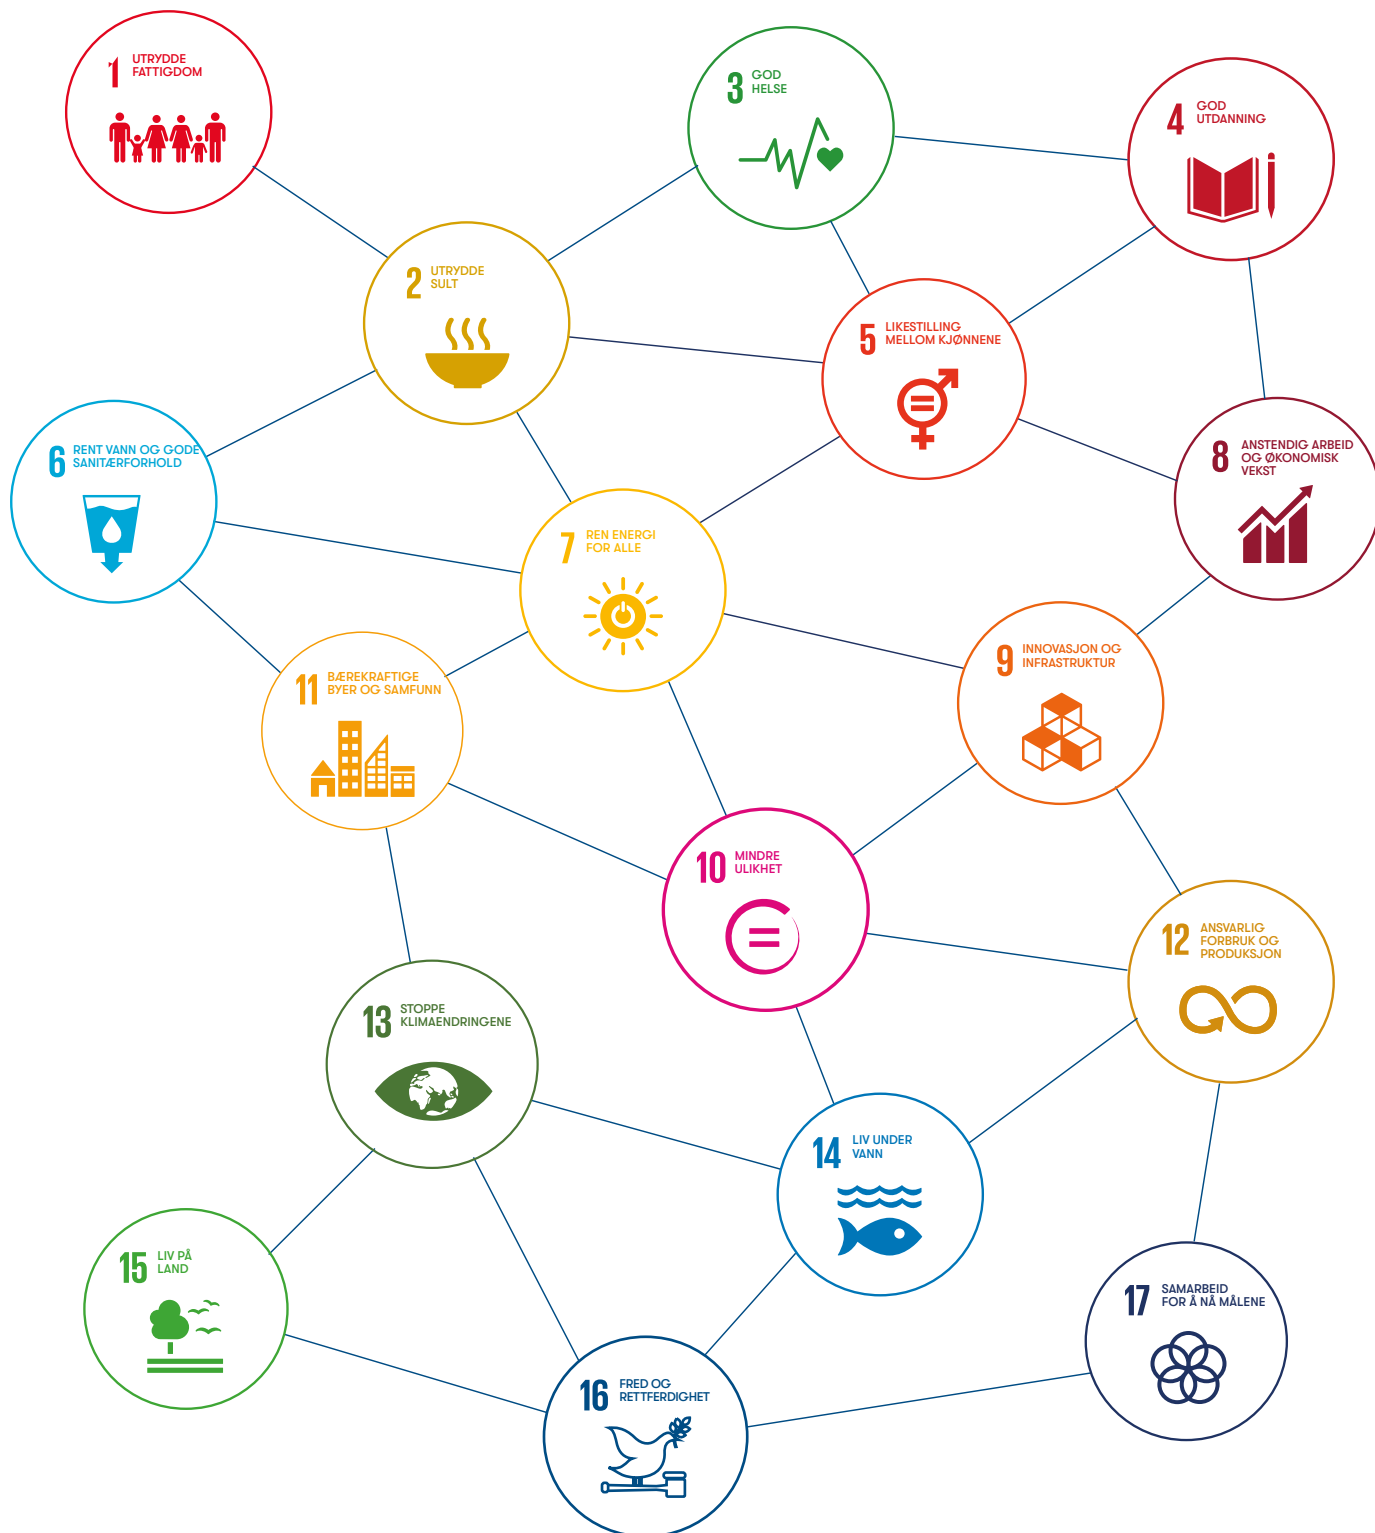 1 UTRYDDE
FATTIGDOM
3 GOD
HELSE
4 GOD
UTDANNING
2 UTRYDDE
SULT
5 LIKESTILLING
MELLOM KJØNNENE
6 RENT VANN OG GODE
SANITÆRFORHOLD
8 ANSTENDIG ARBEID
OG ØKONOMISK
VEKST
7 REN ENERGI
FOR ALLE
9 INNOVASJON OG
INFRASTRUKTUR
11 BÆREKRAFTIGE
BYER OG SAMFUNN
10 MINDRE
ULIKHET
12 ANSVARLIG
FORBRUK OG
PRODUKSJON
13 STOPPE
KLIMAENDRINGENE
14 LIV UNDER
VANN
15 LIV PÅ
LAND
17 SAMARBEID
FOR Å NÅ MÅLENE
16 FRED OG
RETTFERDIGHET